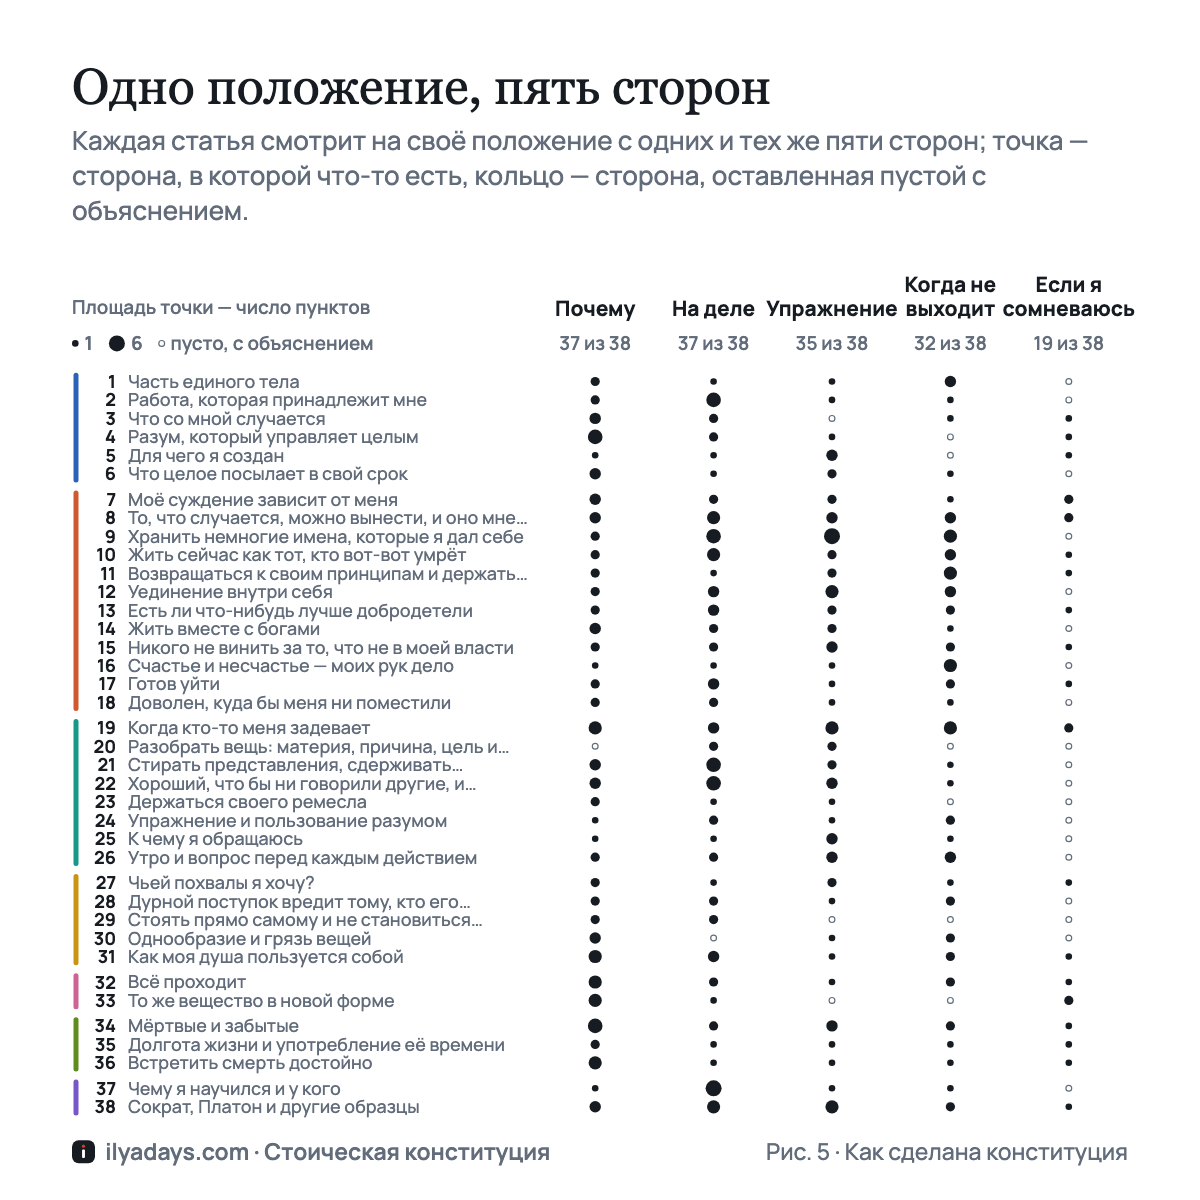 Одно положение, пять сторон
Каждая статья смотрит на своё положение с одних и тех же пяти сторон; точка —
сторона, в которой что-то есть, кольцо — сторона, оставленная пустой с
объяснением.
Площадь точки — число пунктов
1 6 пусто, с объяснением
Почему На деле Упражнение Когда не выходит Если я сомневаюсь
37 из 38 37 из 38 35 из 38 32 из 38 19 из 38
1 Часть единого тела
2 Работа, которая принадлежит мне
3 Что со мной случается
4 Разум, который управляет целым
5 Для чего я создан
6 Что целое посылает в свой срок
7 Моё суждение зависит от меня
8 То, что случается, можно вынести, и оно мне…
9 Хранить немногие имена, которые я дал себе
10 Жить сейчас как тот, кто вот-вот умрёт
11 Возвращаться к своим принципам и держать…
12 Уединение внутри себя
13 Есть ли что-нибудь лучше добродетели
14 Жить вместе с богами
15 Никого не винить за то, что не в моей власти
16 Счастье и несчастье — моих рук дело
17 Готов уйти
18 Доволен, куда бы меня ни поместили
19 Когда кто-то меня задевает
20 Разобрать вещь: материя, причина, цель и…
21 Стирать представления, сдерживать…
22 Хороший, что бы ни говорили другие, и…
23 Держаться своего ремесла
24 Упражнение и пользование разумом
25 К чему я обращаюсь
26 Утро и вопрос перед каждым действием
27 Чьей похвалы я хочу?
28 Дурной поступок вредит тому, кто его…
29 Стоять прямо самому и не становиться…
30 Однообразие и грязь вещей
31 Как моя душа пользуется собой
32 Всё проходит
33 То же вещество в новой форме
34 Мёртвые и забытые
35 Долгота жизни и употребление её времени
36 Встретить смерть достойно
37 Чему я научился и у кого
38 Сократ, Платон и другие образцы
i ilyadays.com · Стоическая конституция
Рис. 5 · Как сделана конституция